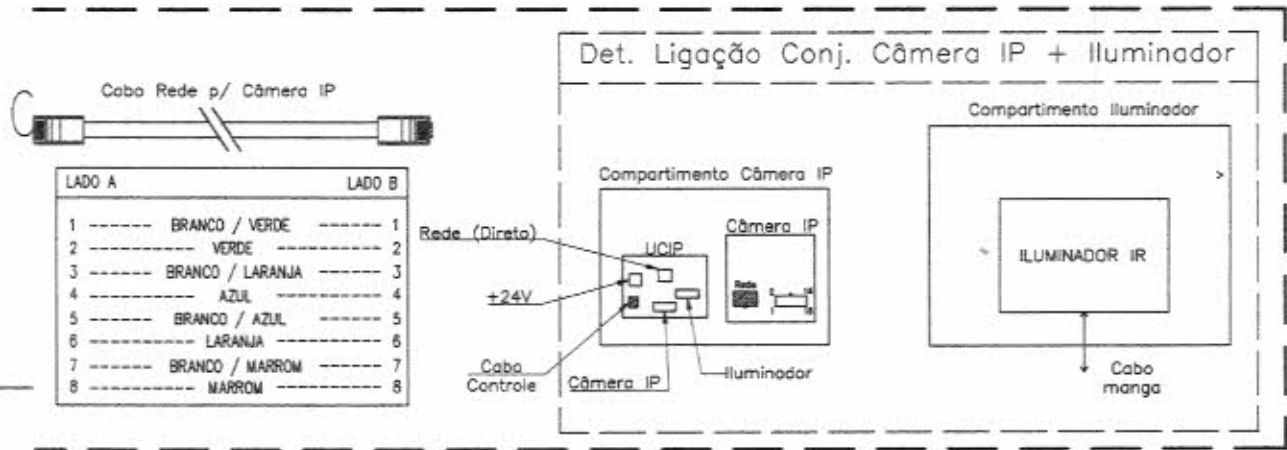 Det. Ligação Conj. Câmera IP + Iluminador
Cabo Rede p/ Câmera IP
LADO A LADO B
1 ------- BRANCO / VERDE ------ 1
2 ----------- VERDE ----------- 2
3 ------ BRANCO / LARANJA ------ 3
4 ----------- AZUL ----------- 4
5 ------- BRANCO / AZUL ------- 5
6 ---------- LARANJA ---------- 6
7 ------ BRANCO / MARROM ------ 7
8 ----------- MARROM ---------- 8
Compartimento Câmera IP
Rede (Direto)
+24V
Cabo
Controle
Câmera IP
Iluminador
UCIP
Câmera IP
Rede
2
1
Compartimento Iluminador
ILUMINADOR IR
Cabo
manga